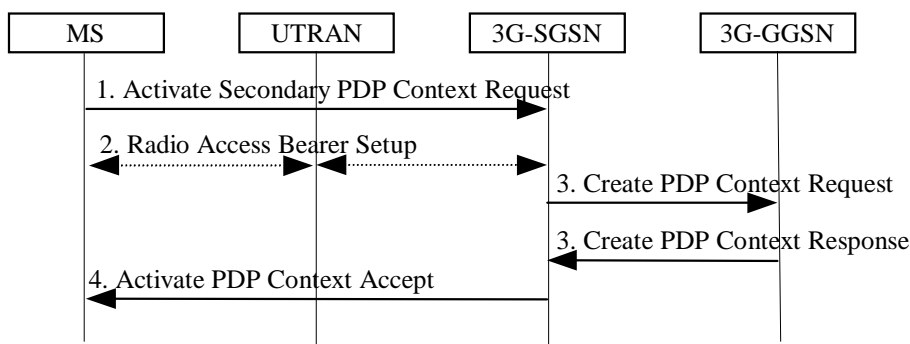 MS UTRAN 3G-SGSN 3G-GGSN
1. Activate Secondary PDP Context Request
2. Radio Access Bearer Setup
3. Create PDP Context Request
3. Create PDP Context Response
4. Activate PDP Context Accept